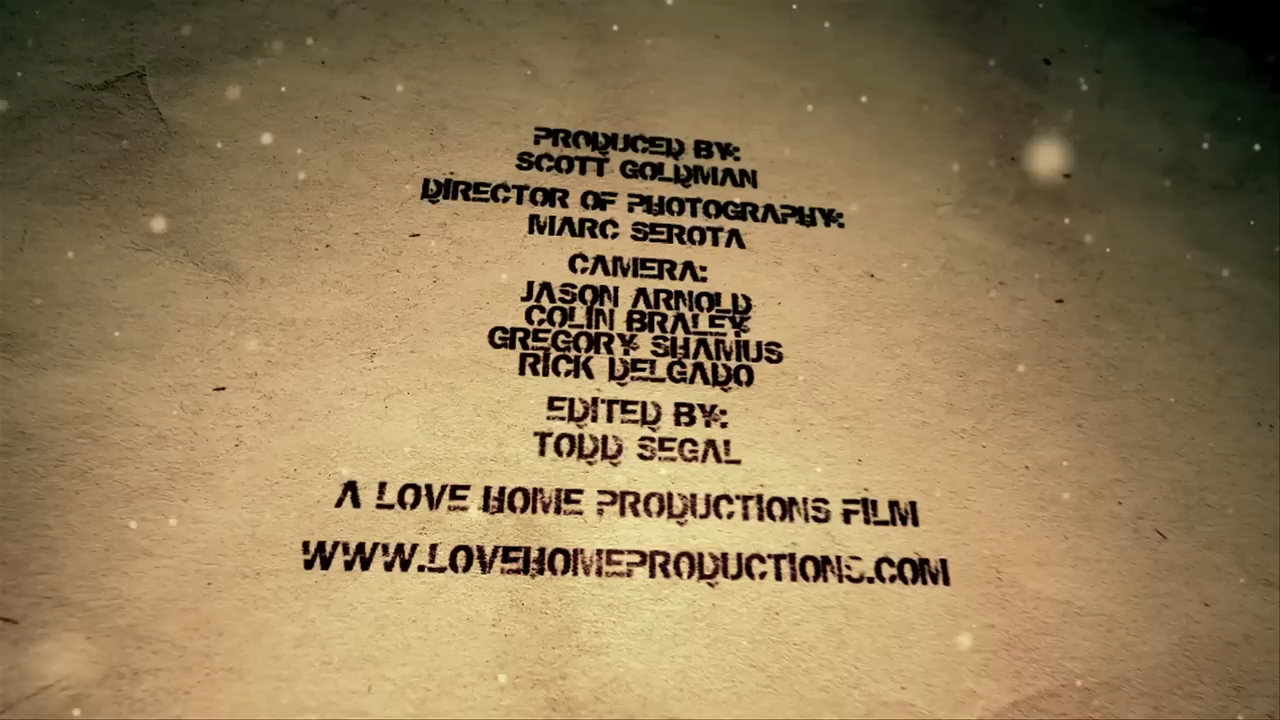 PRODUCED BY:
SCOTT GOLDMAN
DIRECTOR OF PHOTOGRAPHY:
MARC SEROTA
CAMERA:
JASON ARNOLD
COLIN BRALEY
GREGORY SHAMUS
RICK DELGADO
EDITED BY:
TODD SEGAL
A LOVE HOME PRODUCTIONS FILM
WWW.LOVEHOMEPRODUCTIONS.COM